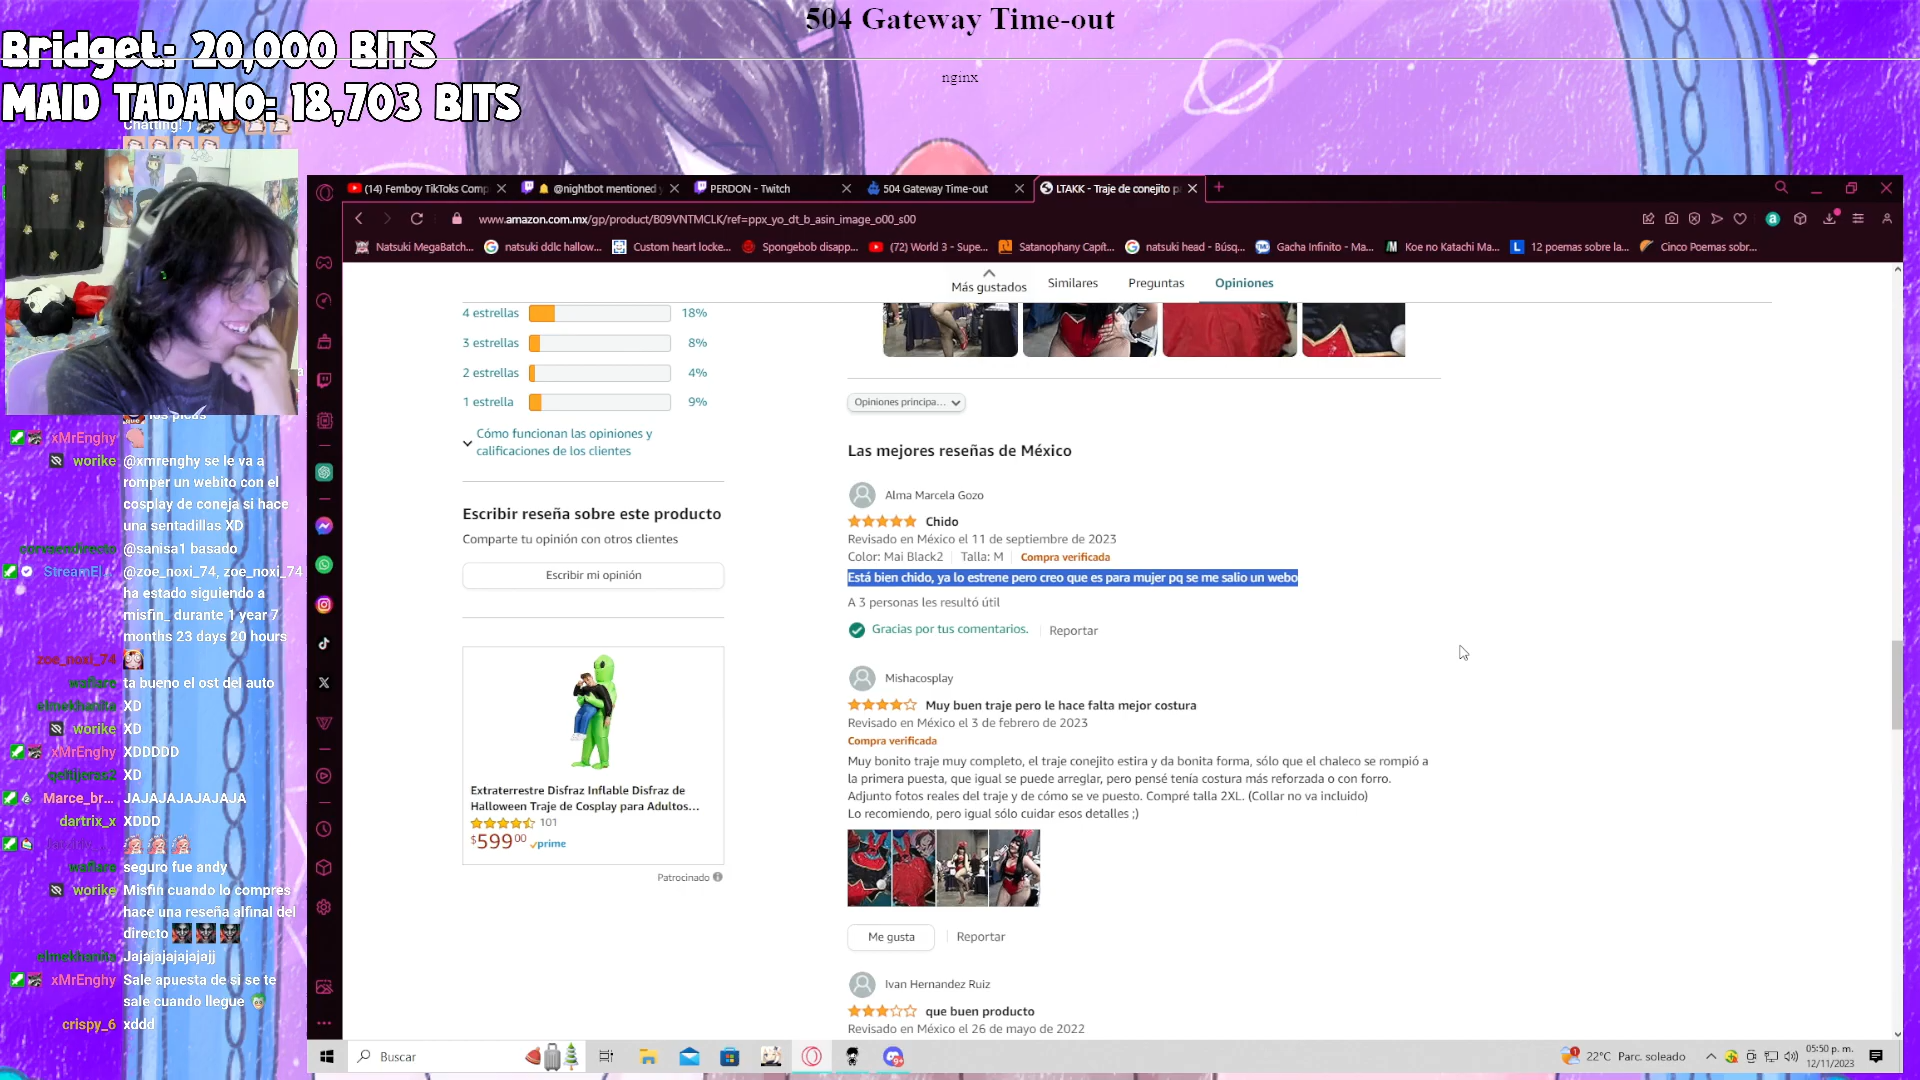 504 Gateway Time-out
nginx
Bridget: 20,000 BITS
MAID TADANO: 18,703 BITS
Chatting!")
los picas
xMrEnghy
worike @xmrenghy se le va a
romper un webito con el
cosplay de coneja si hace
una sentadillas XD
corvaendirecto @sanisa1 basado
StreamEl... @zoe_noxi_74, zoe_noxi_74
ha estado siguiendo a
misfin_ durante 1 year 7
months 23 days 20 hours
zoe_noxi_74
waflare ta bueno el ost del auto
elmekhanita XD
worike XD
xMrEnghy XDDDDD
XD
Marce_br... JAJAJAJAJAJAJA
dartrix_x XDDD
waflare seguro fue andy
worike Misfin cuando lo compres
hace una reseña alfinal del
directo
elmekhanita Jajajajajajajajj
xMrEnghy Sale apuesta de si se te
sale cuando llegue
crispy_6 xddd
(14) Femboy TikToks Comp
@nightbot mentioned y
PERDON - Twitch
504 Gateway Time-out
LTAKK - Traje de conejito p
www.amazon.com.mx/gp/product/B09VNTMCLK/ref=ppx_yo_dt_b_asin_image_o00_s00
Natsuki MegaBatch...
natsuki ddlc hallow...
Custom heart locke...
Spongebob disapp...
(72) World 3 - Supe...
Satanophany Capít...
natsuki head - Búsq...
Gacha Infinito - Ma...
Koe no Katachi Ma...
12 poemas sobre la...
Cinco Poemas sobr...
Más gustados
Similares
Preguntas
Opiniones
4 estrellas 18%
3 estrellas 8%
2 estrellas 4%
1 estrella 9%
Cómo funcionan las opiniones y
calificaciones de los clientes
Escribir reseña sobre este producto
Comparte tu opinión con otros clientes
Escribir mi opinión
Extraterrestre Disfraz Inflable Disfraz de
Halloween Traje de Cosplay para Adultos...
101
$599⁰⁰ prime
Patrocinado
Opiniones principa...
Las mejores reseñas de México
Alma Marcela Gozo
Chido
Revisado en México el 11 de septiembre de 2023
Color: Mai Black2 | Talla: M | Compra verificada
Está bien chido, ya lo estrene pero creo que es para mujer pq se me salio un webo
A 3 personas les resultó útil
Gracias por tus comentarios. | Reportar
Mishacosplay
Muy buen traje pero le hace falta mejor costura
Revisado en México el 3 de febrero de 2023
Compra verificada
Muy bonito traje muy completo, el traje conejito estira y da bonita forma, sólo que el chaleco se rompió a
la primera puesta, que igual se puede arreglar, pero pensé tenía costura más reforzada o con forro.
Adjunto fotos reales del traje y de cómo se ve puesto. Compré talla 2XL. (Collar no va incluido)
Lo recomiendo, pero igual sólo cuidar esos detalles ;)
Me gusta | Reportar
Ivan Hernandez Ruiz
que buen producto
Revisado en México el 26 de mayo de 2022
Buscar
22°C Parc. soleado
05:50 p. m.
12/11/2023